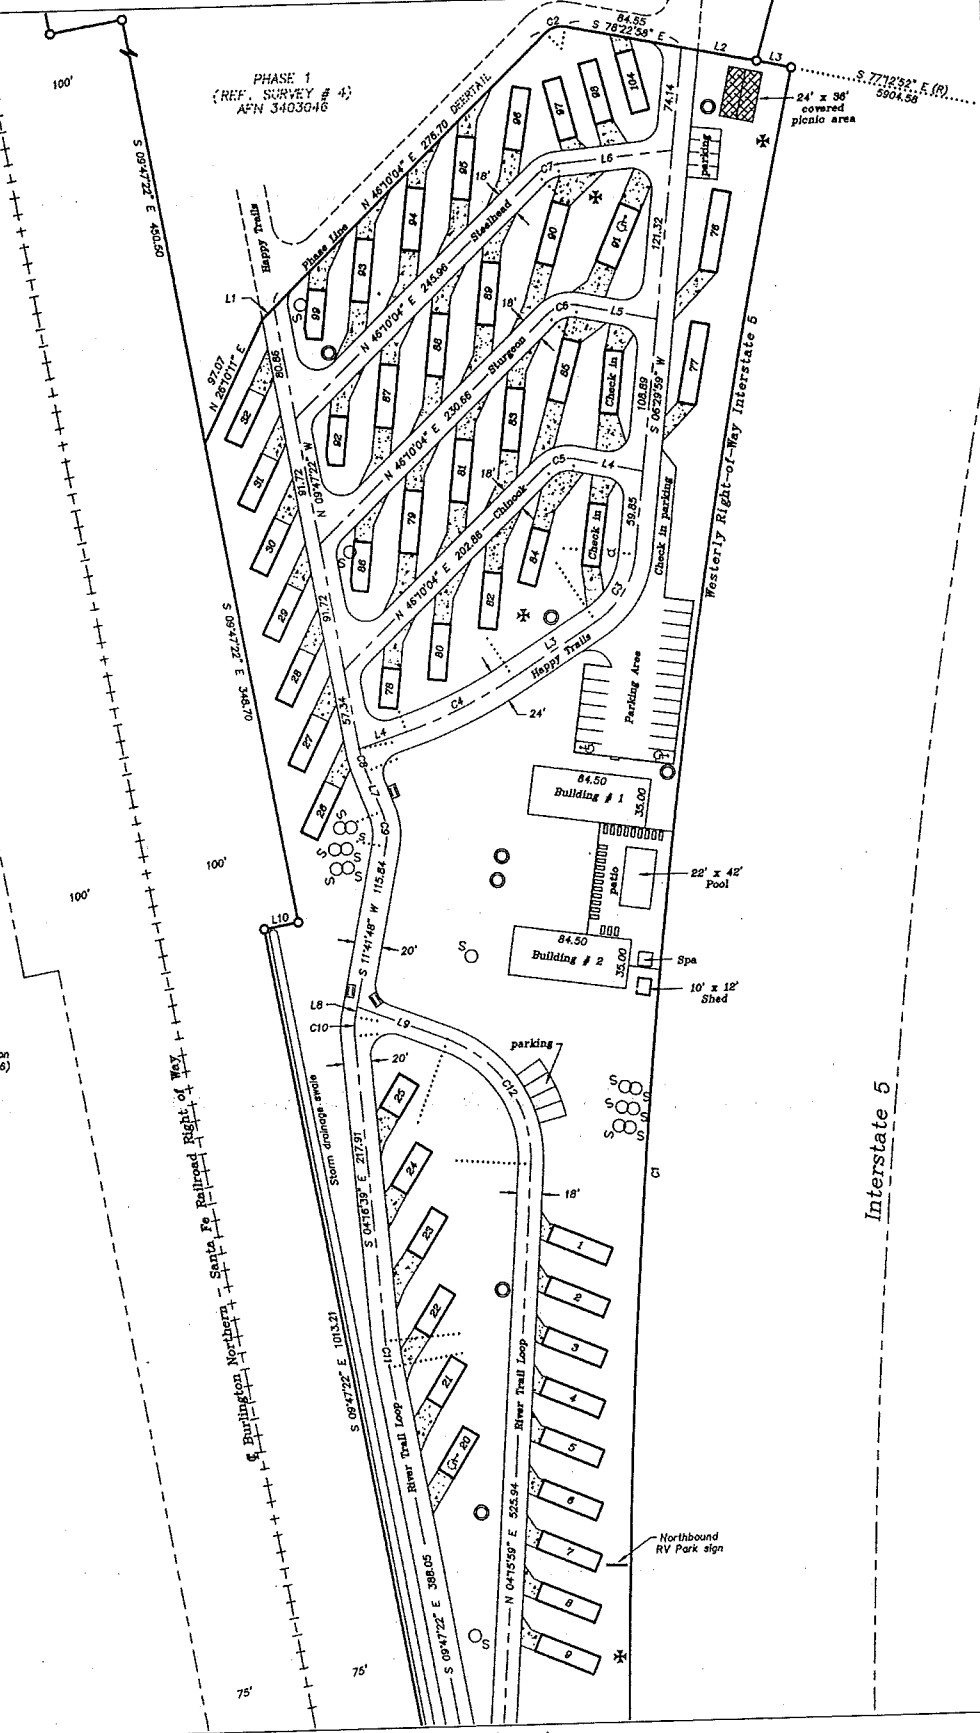 84.55
S 78°22'58" E
C2
L2
L3
S 77°12'52" E (R)
5904.58
100'
PHASE 1
(REF. SURVEY # 4)
AFN 3403046
24' x 36'
covered
picnic area
parking
S 09°47'22" E 450.50
N 46°10'04" E 276.70 DEERTAIL
Phase Line
Happy Trails
L1
97.07
N 26°10'11" E
80.86
104
98
97
96
95
94
93
99
74.14
L6
C7
18'
Steelhead
N 46°10'04" E 245.96
90
91
121.32
76
89
88
87
92
C6
L5
18'
Sturgeon
N 46°10'04" E 230.66
85
Check in
108.89
S 06°29'59" W
77
Westerly Right-of-Way Interstate 5
83
81
79
86
C5
L4
18'
Chinook
N 46°10'04" E 202.86
84
Check in
59.85
Check in parking
32
31
30
29
28
27
26
91.72
N 09°47'22" W
91.72
57.34
S 09°47'22" E 348.70
82
80
78
C3
L3
Happy Trails
C4
L4
24'
Parking Area
C8
L7
C9
84.50
Building # 1
35.00
22' x 42'
Pool
patio
100'
100'
L10
S 11°41'48" W 115.84
20'
84.50
Building # 2
35.00
Spa
10' x 12'
Shed
L8
C10
L9
20'
parking
C12
C1
Interstate 5
Storm drainage swale
Burlington Northern - Santa Fe Railroad Right of Way
S 09°47'22" E 1013.21
S 04°16'39" E 217.91
25
24
23
22
21
20
C11
18'
1
2
3
4
5
6
7
8
9
River Trail Loop
River Trail Loop
N 04°15'59" E 525.94
S 09°47'22" E 388.05
Northbound
RV Park sign
75'
75'